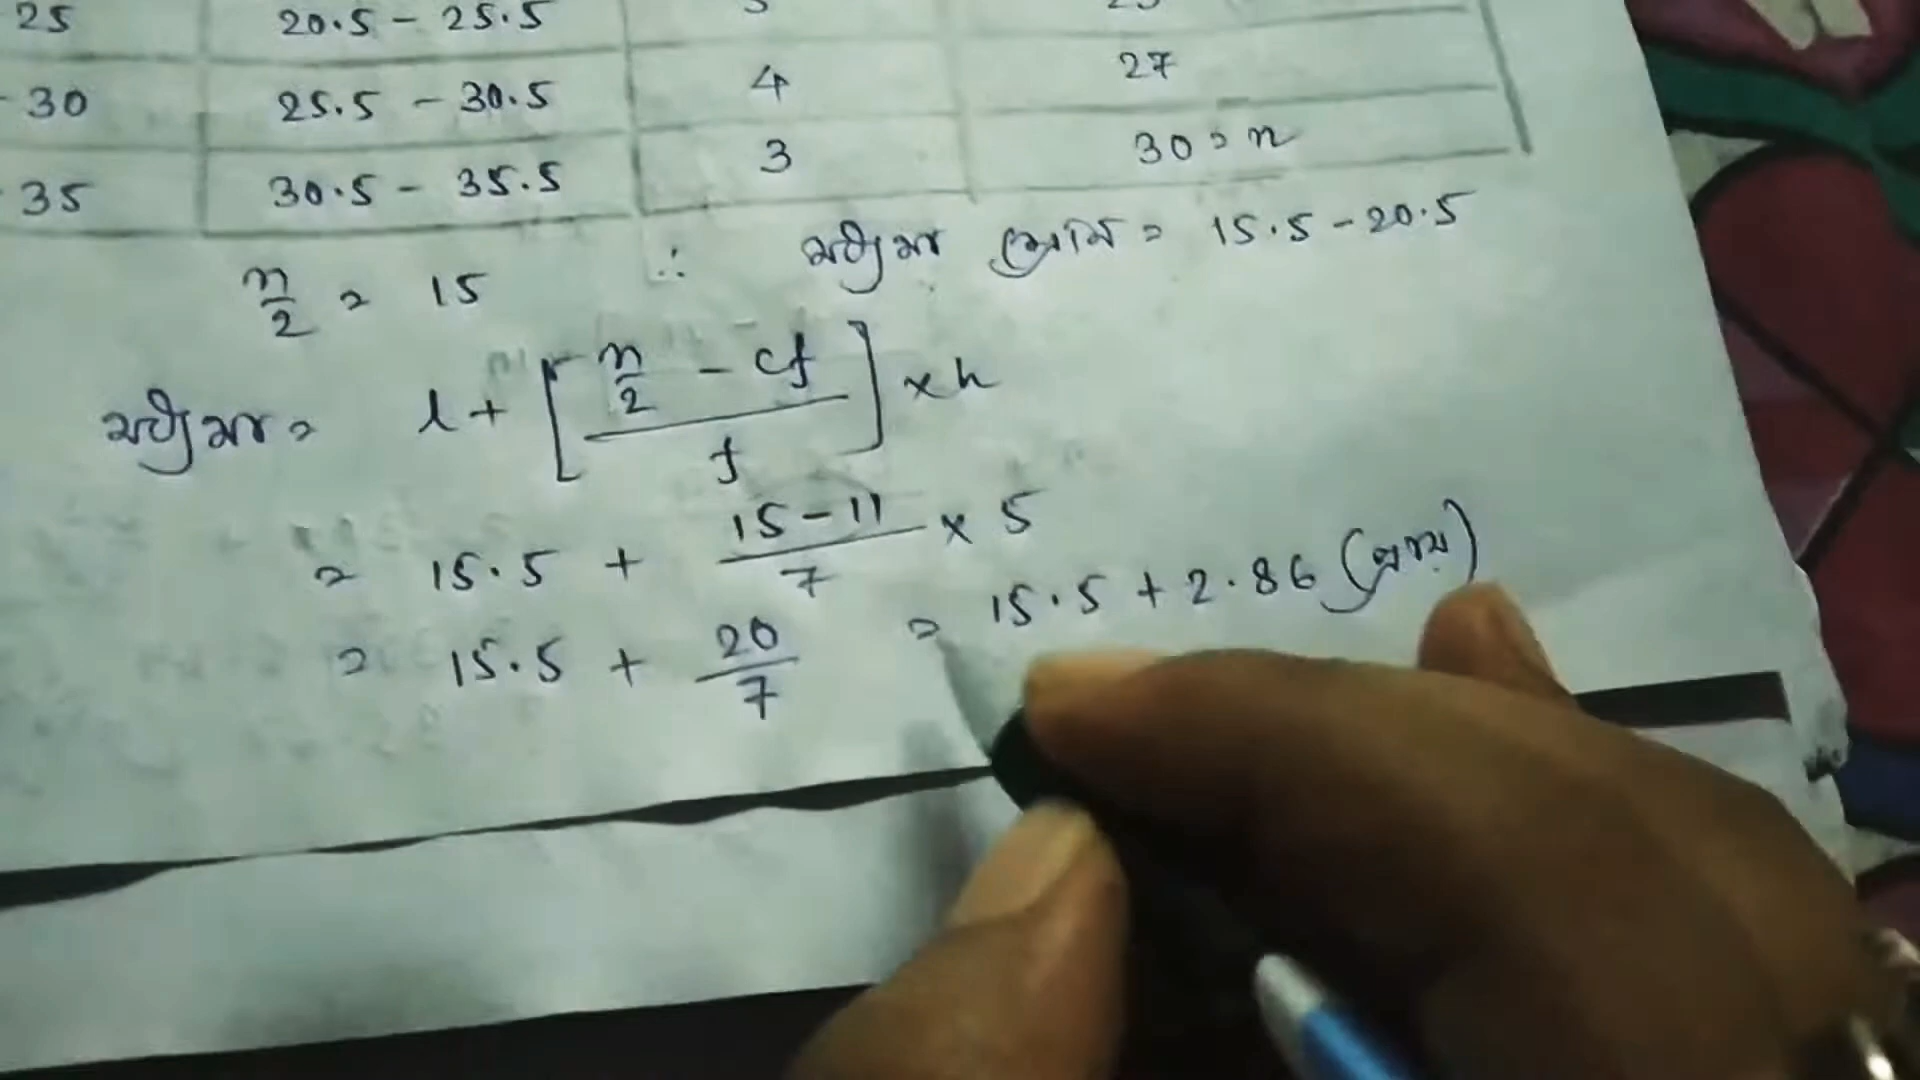 25 20.5 - 25.5 5 23
- 30 25.5 - 30.5 4 27
- 35 30.5 - 35.5 3 30 = n
n/2 = 15 ∴ মধ্যমা শ্রেণি = 15.5 - 20.5
মধ্যমা = l + [ (n/2 - cf) / f ] × h
= 15.5 + (15 - 11)/7 × 5
= 15.5 + 20/7 = 15.5 + 2.86 (প্রায়)